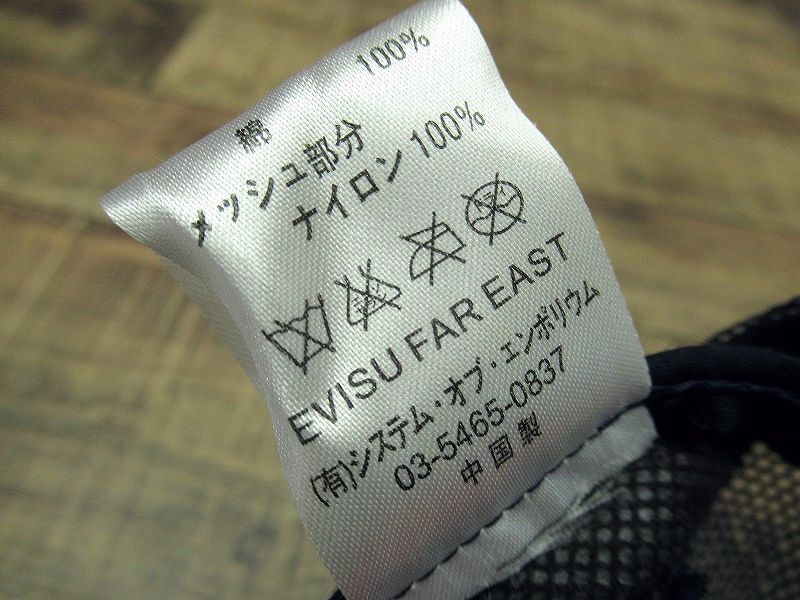 綿 100%
メッシュ部分
ナイロン 100%
EVISU FAR EAST
(有)システム・オブ・エンポリウム
03-5465-0837
中国製